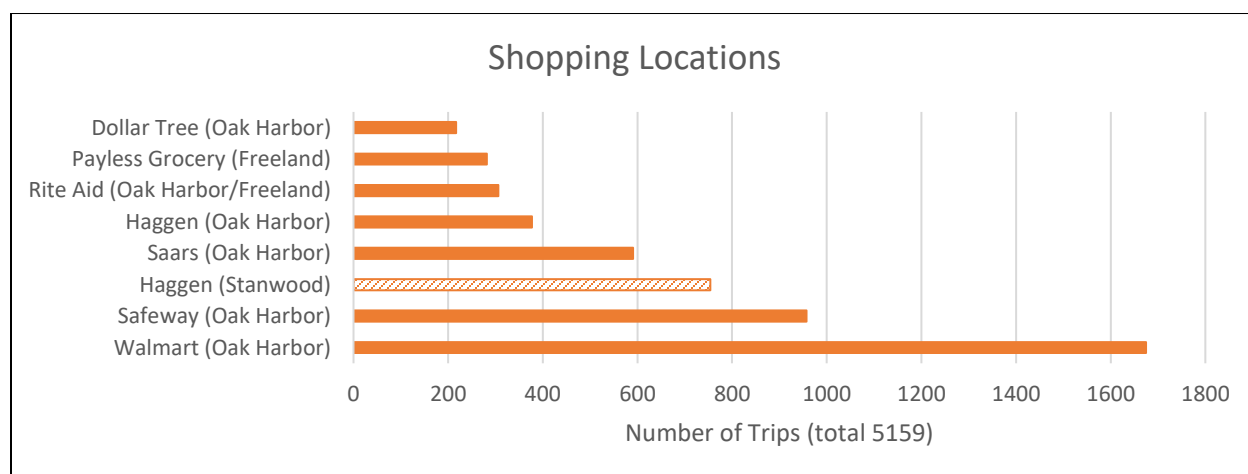 Shopping Locations
Dollar Tree (Oak Harbor)
Payless Grocery (Freeland)
Rite Aid (Oak Harbor/Freeland)
Haggen (Oak Harbor)
Saars (Oak Harbor)
Haggen (Stanwood)
Safeway (Oak Harbor)
Walmart (Oak Harbor)
0 200 400 600 800 1000 1200 1400 1600 1800
Number of Trips (total 5159)